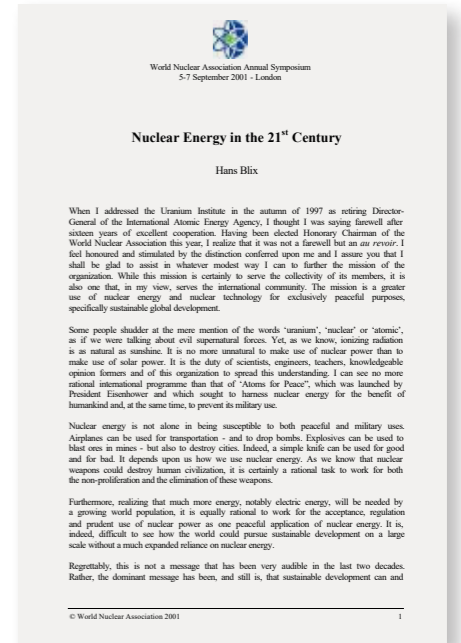 World Nuclear Association Annual Symposium
5-7 September 2001 - London
Nuclear Energy in the 21st Century
Hans Blix
When I addressed the Uranium Institute in the autumn of 1997 as retiring Director-
General of the International Atomic Energy Agency, I thought I was saying farewell after
sixteen years of excellent cooperation. Having been elected Honorary Chairman of the
World Nuclear Association this year, I realize that it was not a farewell but an au revoir. I
feel honoured and stimulated by the distinction conferred upon me and I assure you that I
shall be glad to assist in whatever modest way I can to further the mission of the
organization. While this mission is certainly to serve the collectivity of its members, it is
also one that, in my view, serves the international community. The mission is a greater
use of nuclear energy and nuclear technology for exclusively peaceful purposes,
specifically sustainable global development.
Some people shudder at the mere mention of the words ‘uranium’, ‘nuclear’ or ‘atomic’,
as if we were talking about evil supernatural forces. Yet, as we know, ionizing radiation
is as natural as sunshine. It is no more unnatural to make use of nuclear power than to
make use of solar power. It is the duty of scientists, engineers, teachers, knowledgeable
opinion formers and of this organization to spread this understanding. I can see no more
rational international programme than that of ‘Atoms for Peace”, which was launched by
President Eisenhower and which sought to harness nuclear energy for the benefit of
humankind and, at the same time, to prevent its military use.
Nuclear energy is not alone in being susceptible to both peaceful and military uses.
Airplanes can be used for transportation - and to drop bombs. Explosives can be used to
blast ores in mines - but also to destroy cities. Indeed, a simple knife can be used for good
and for bad. It depends upon us how we use nuclear energy. As we know that nuclear
weapons could destroy human civilization, it is certainly a rational task to work for both
the non-proliferation and the elimination of these weapons.
Furthermore, realizing that much more energy, notably electric energy, will be needed by
a growing world population, it is equally rational to work for the acceptance, regulation
and prudent use of nuclear power as one peaceful application of nuclear energy. It is,
indeed, difficult to see how the world could pursue sustainable development on a large
scale without a much expanded reliance on nuclear energy.
Regrettably, this is not a message that has been very audible in the last two decades.
Rather, the dominant message has been, and still is, that sustainable development can and
© World Nuclear Association 2001 1